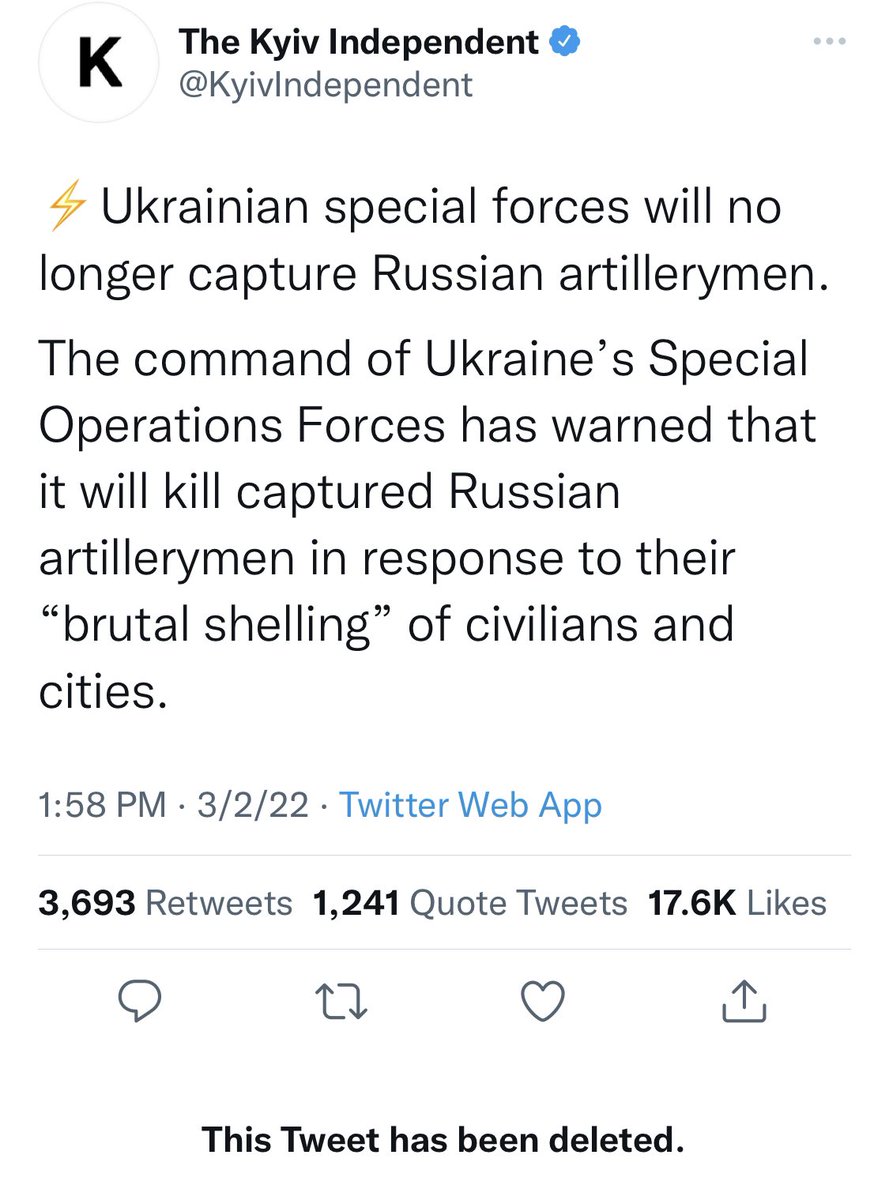 K
The Kyiv Independent
@KyivIndependent
⚡Ukrainian special forces will no
longer capture Russian artillerymen.
The command of Ukraine’s Special
Operations Forces has warned that
it will kill captured Russian
artillerymen in response to their
“brutal shelling” of civilians and
cities.
1:58 PM · 3/2/22 · Twitter Web App
3,693 Retweets 1,241 Quote Tweets 17.6K Likes
This Tweet has been deleted.